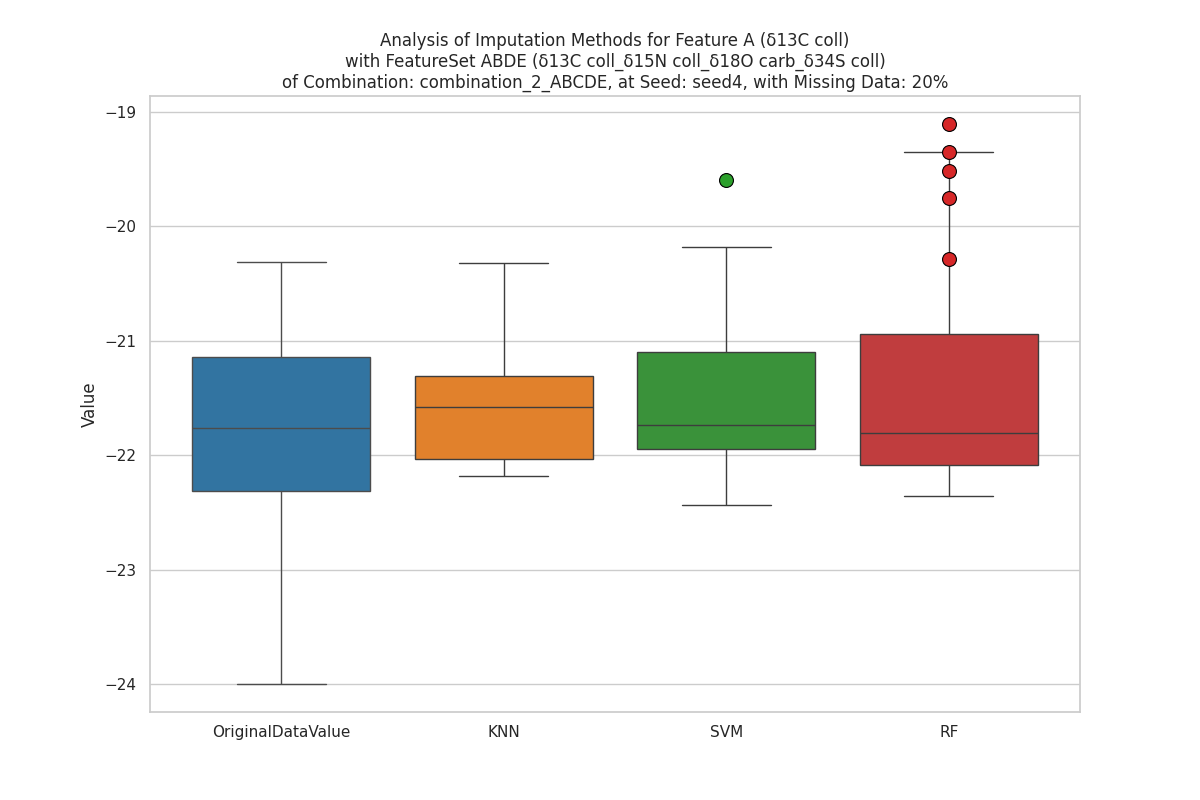 Analysis of Imputation Methods for Feature A (δ13C coll)
with FeatureSet ABDE (δ13C coll_δ15N coll_δ18O carb_δ34S coll)
of Combination: combination_2_ABCDE, at Seed: seed4, with Missing Data: 20%
−19
−20
−21
−22
−23
−24
Value
OriginalDataValue
KNN
SVM
RF